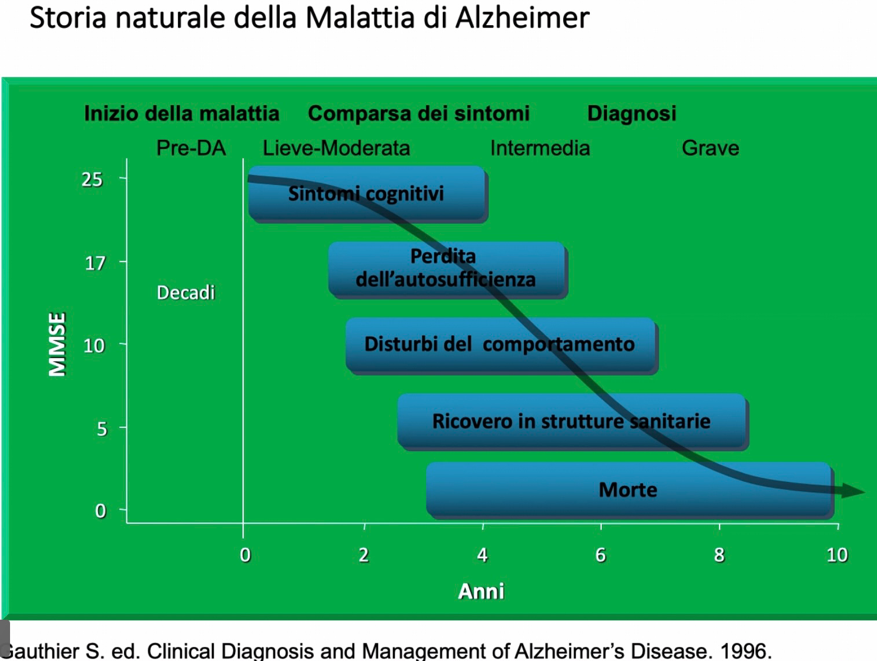 Storia naturale della Malattia di Alzheimer
Inizio della malattia Comparsa dei sintomi Diagnosi
Pre-DA Lieve-Moderata Intermedia Grave
25
Sintomi cognitivi
17
Perdita
dell'autosufficienza
Decadi
MMSE
10
Disturbi del comportamento
5
Ricovero in strutture sanitarie
Morte
0
0 2 4 6 8 10
Anni
Gauthier S. ed. Clinical Diagnosis and Management of Alzheimer's Disease. 1996.